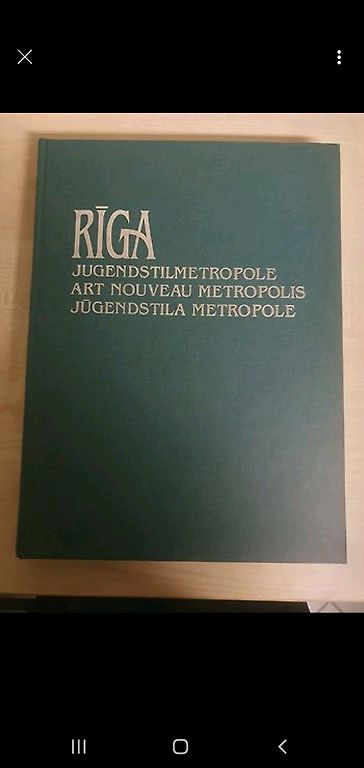 RĪGA
JUGENDSTILMETROPOLE
ART NOUVEAU METROPOLIS
JŪGENDSTILA METROPOLE